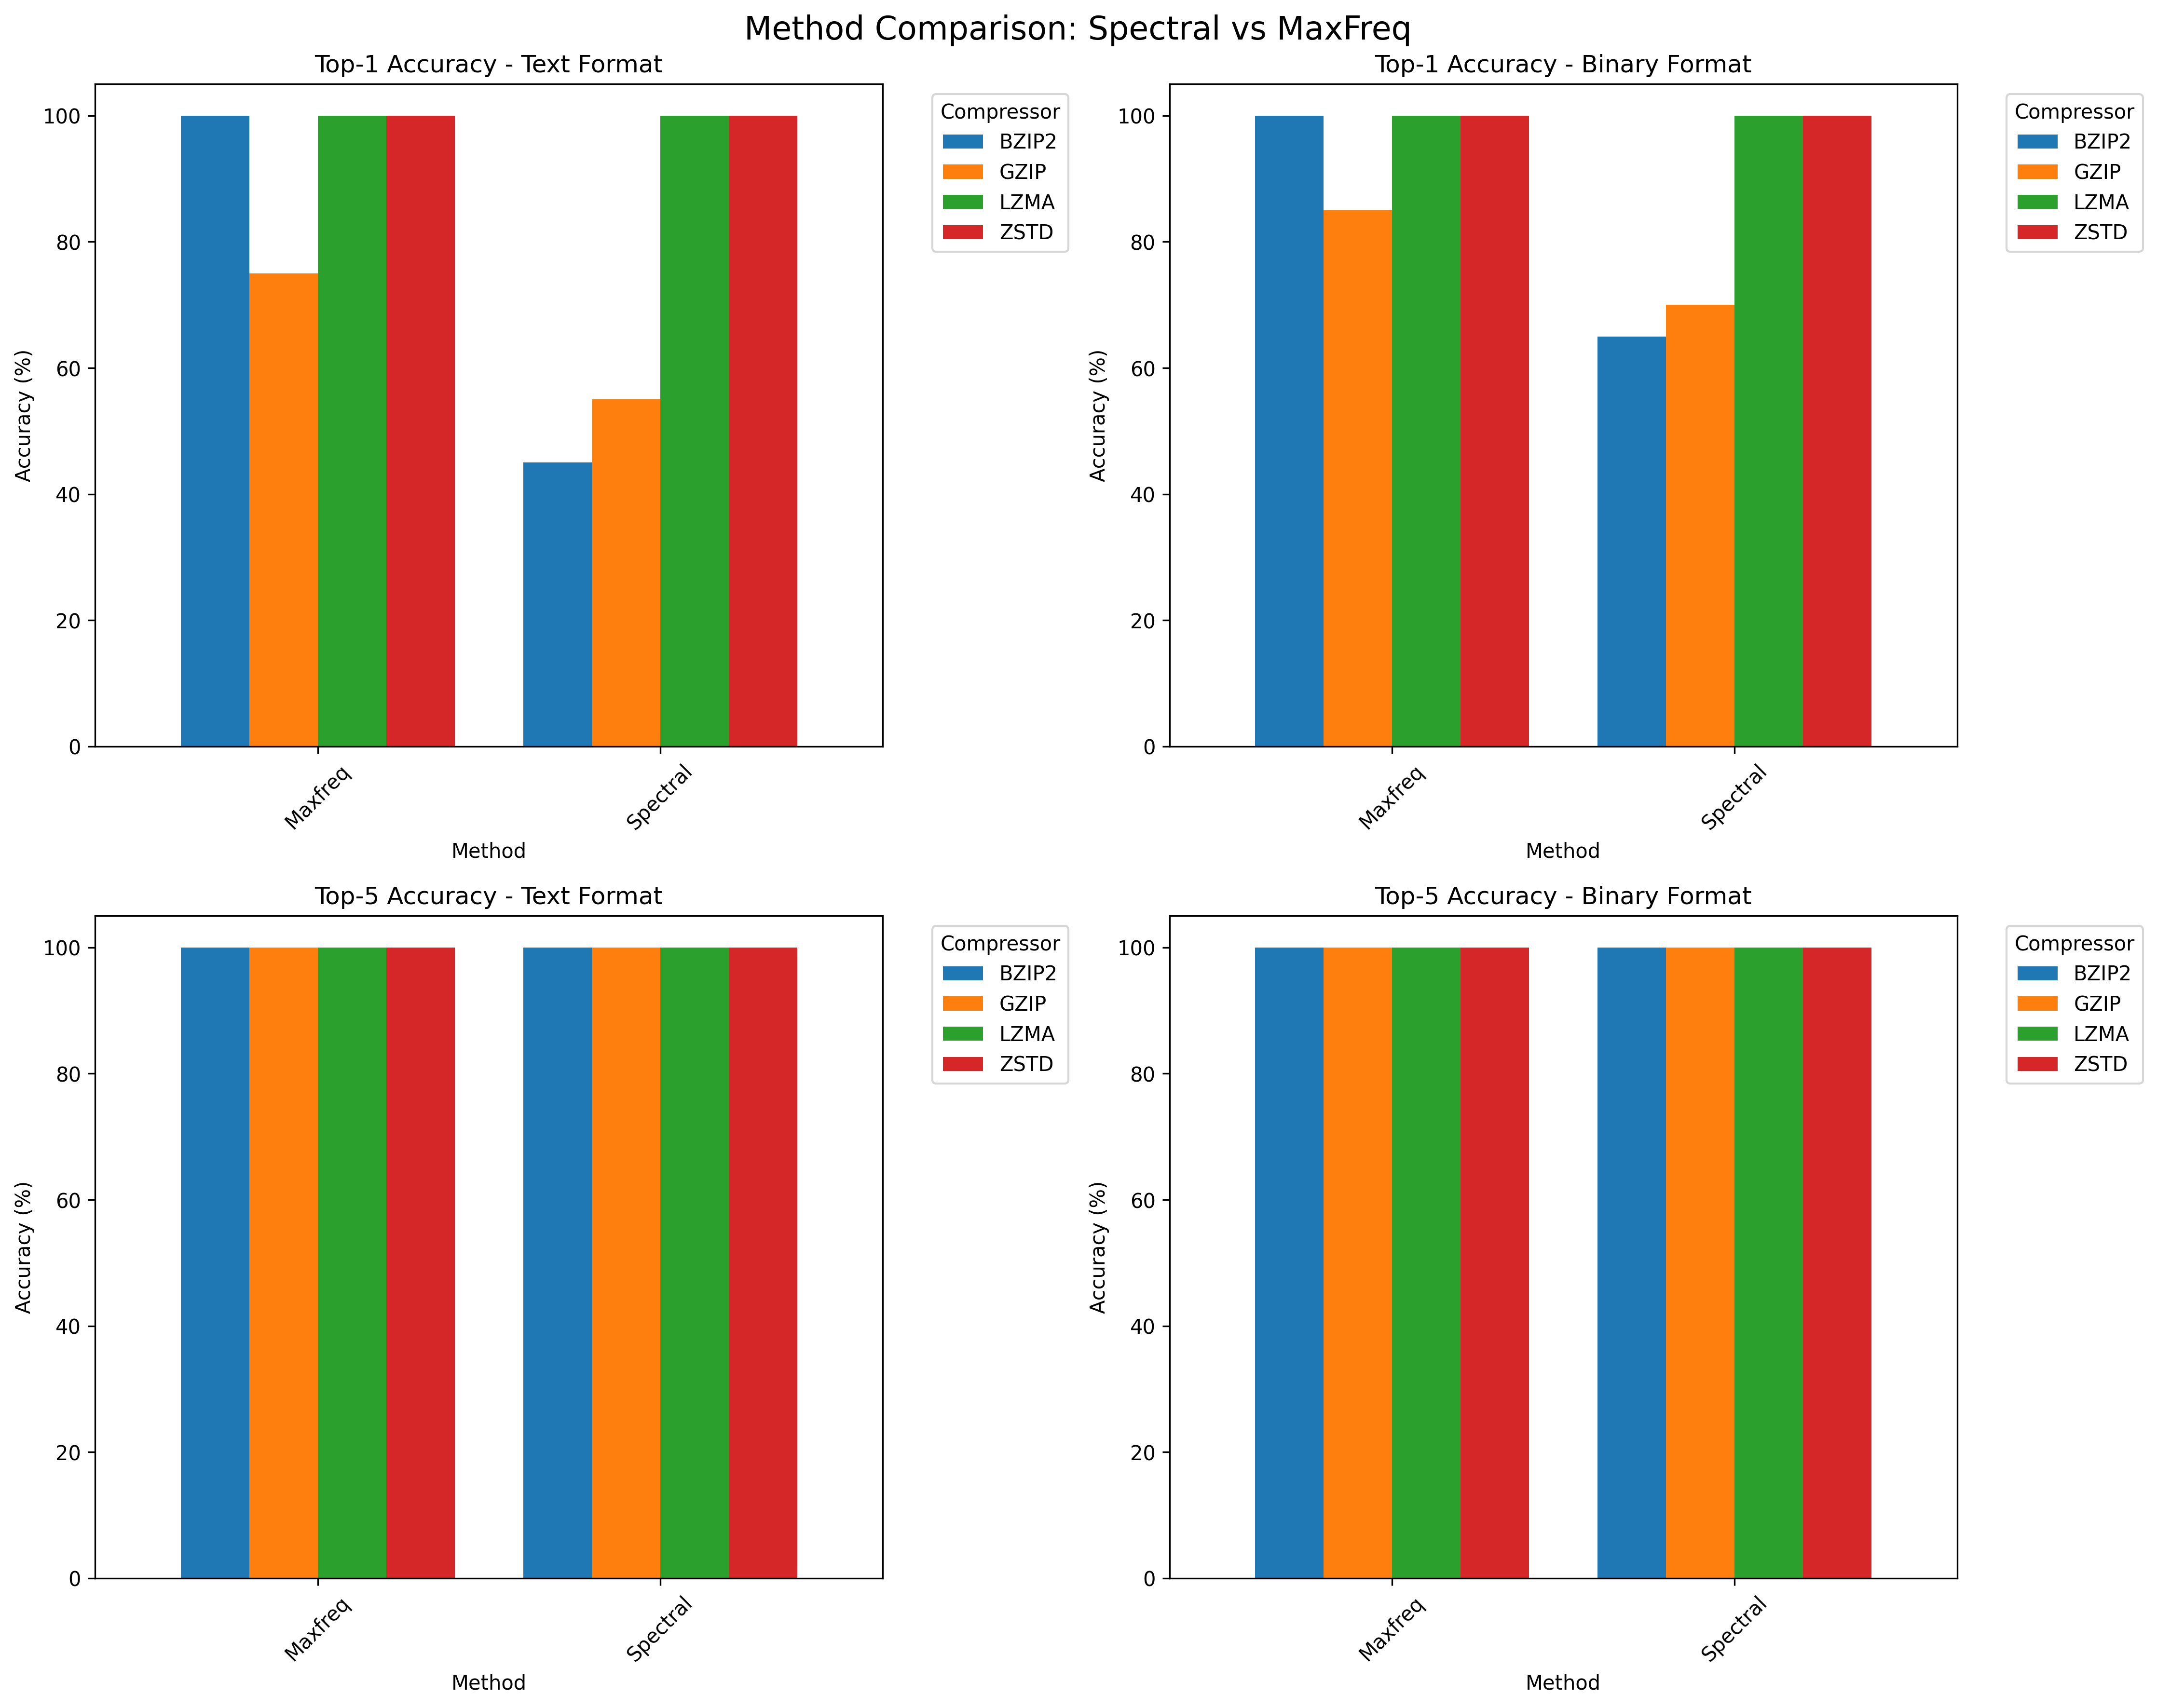 Method Comparison: Spectral vs MaxFreq
Top-1 Accuracy - Text Format
Accuracy (%)
100
80
60
40
20
0
Maxfreq
Spectral
Method
Compressor
BZIP2
GZIP
LZMA
ZSTD
Top-1 Accuracy - Binary Format
Accuracy (%)
100
80
60
40
20
0
Maxfreq
Spectral
Method
Compressor
BZIP2
GZIP
LZMA
ZSTD
Top-5 Accuracy - Text Format
Accuracy (%)
100
80
60
40
20
0
Maxfreq
Spectral
Method
Compressor
BZIP2
GZIP
LZMA
ZSTD
Top-5 Accuracy - Binary Format
Accuracy (%)
100
80
60
40
20
0
Maxfreq
Spectral
Method
Compressor
BZIP2
GZIP
LZMA
ZSTD